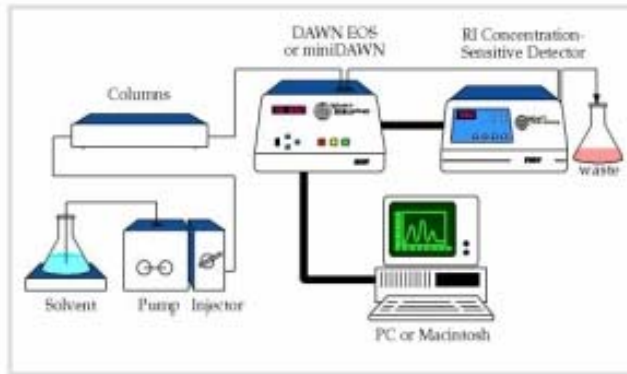 DAWN EOS
or miniDAWN
RI Concentration-
Sensitive Detector
Columns
waste
Solvent
Pump
Injector
PC or Macintosh